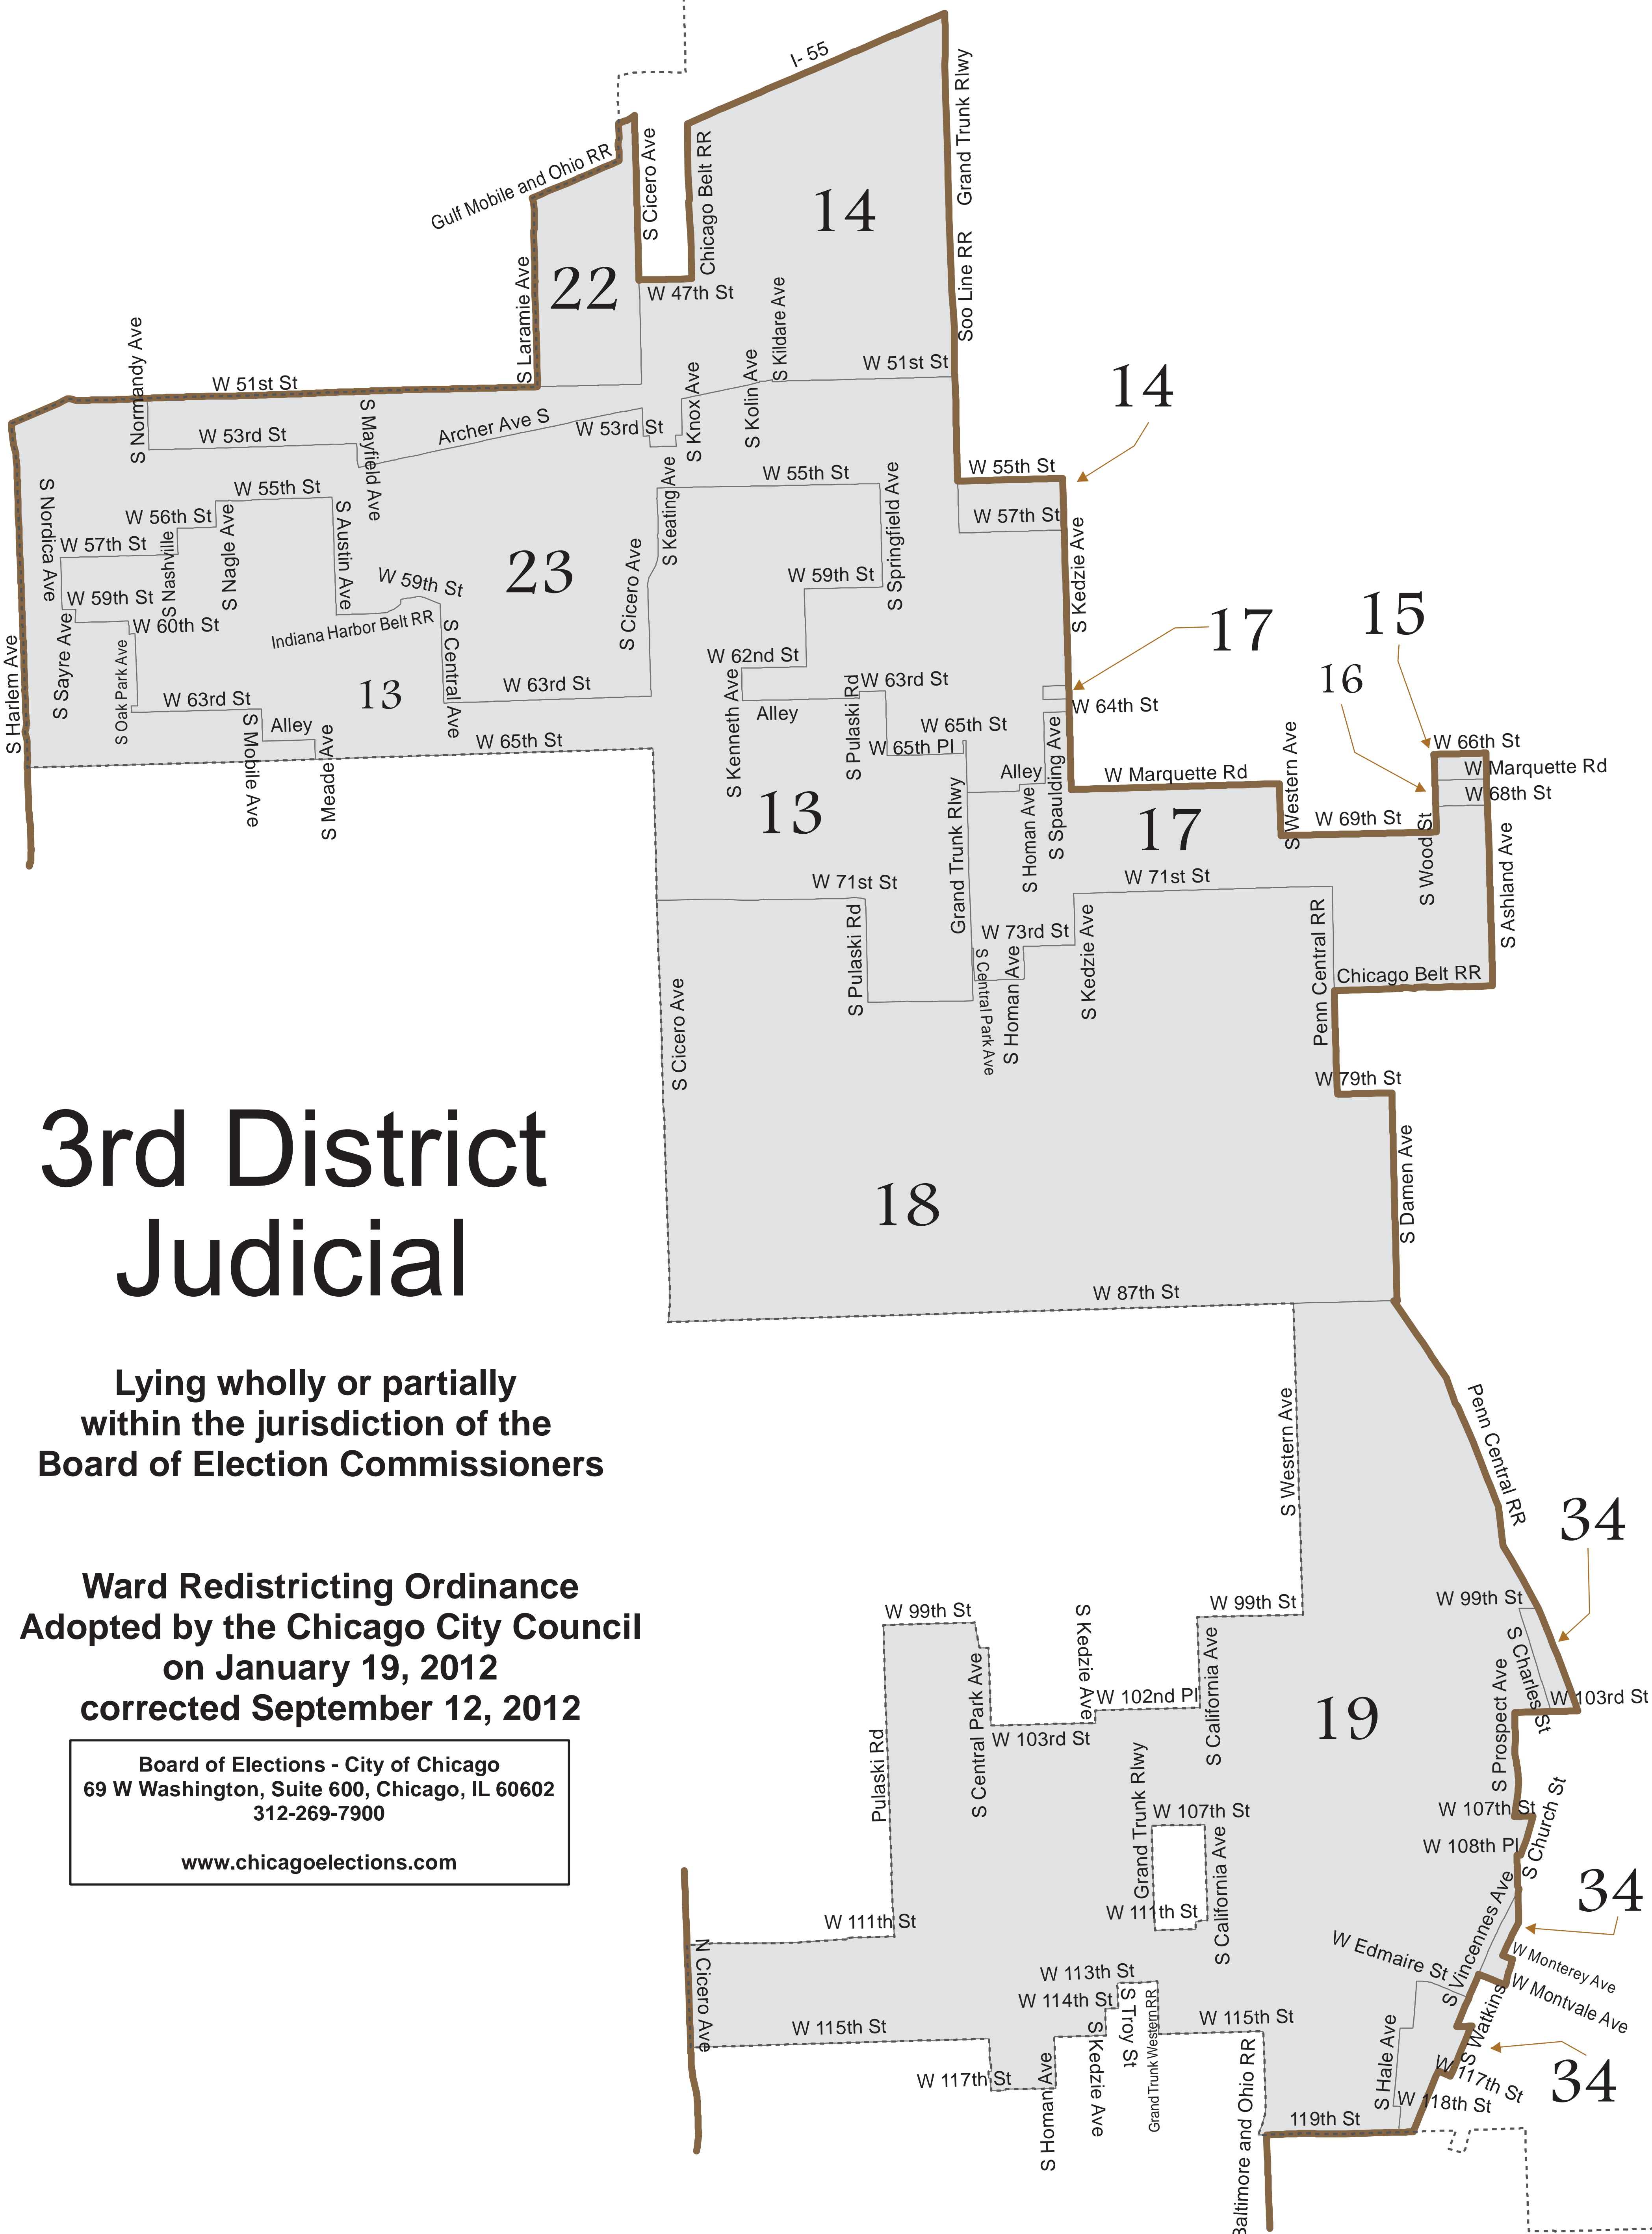 I- 55
Grand Trunk Rlwy
S Cicero Ave
Chicago Belt RR
Gulf Mobile and Ohio RR
14
22
S Laramie Ave
W 47th St
S Kildare Ave
Soo Line RR
S Normandy Ave
W 51st St
W 51st St
S Knox Ave
S Kolin Ave
14
S Mayfield Ave
Archer Ave S
W 53rd St
W 53rd St
W 55th St
S Nordica Ave
W 55th St
S Keating Ave
W 55th St
S Springfield Ave
W 56th St
S Nagle Ave
S Austin Ave
W 57th St
S Kedzie Ave
W 57th St
S Nashville
23
S Cicero Ave
W 59th St
W 59th St
W 59th St
W 60th St
Indiana Harbor Belt RR
17
15
S Harlem Ave
S Sayre Ave
S Oak Park Ave
S Central Ave
W 62nd St
16
W 63rd St
13
W 63rd St
S Kenneth Ave
W 63rd St
S Pulaski Rd
W 64th St
Alley
S Mobile Ave
Alley
S Meade Ave
W 65th St
W 65th St
W 65th Pl
S Western Ave
W 66th St
Alley
S Spaulding Ave
W Marquette Rd
W Marquette Rd
W 68th St
13
Grand Trunk Rlwy
S Homan Ave
17
W 69th St
S Wood St
S Ashland Ave
W 71st St
W 71st St
S Pulaski Rd
W 73rd St
S Central Park Ave
S Homan Ave
S Kedzie Ave
Penn Central RR
Chicago Belt RR
S Cicero Ave
W 79th St
3rd District
Judicial
18
S Damen Ave
W 87th St
Lying wholly or partially
within the jurisdiction of the
Board of Election Commissioners
S Western Ave
Penn Central RR
34
Ward Redistricting Ordinance
Adopted by the Chicago City Council
on January 19, 2012
corrected September 12, 2012
W 99th St
S Kedzie Ave
W 99th St
W 99th St
S Charles St
S Central Park Ave
W 102nd Pl
S California Ave
19
S Prospect Ave
W 103rd St
W 103rd St
Pulaski Rd
Board of Elections - City of Chicago
69 W Washington, Suite 600, Chicago, IL 60602
312-269-7900
www.chicagoelections.com
Grand Trunk Rlwy
W 107th St
W 107th St
S Church St
W 108th Pl
S California Ave
34
W 111th St
W 111th St
S Vincennes Ave
W Edmaire St
W Monterey Ave
W Montvale Ave
N Cicero Ave
W 113th St
W 114th St
S Troy St
Grand Trunk Western RR
W 115th St
W 115th St
S Watkins
S Kedzie Ave
Baltimore and Ohio RR
S Hale Ave
W 117th St
W 117th St
34
S Homan Ave
W 118th St
119th St